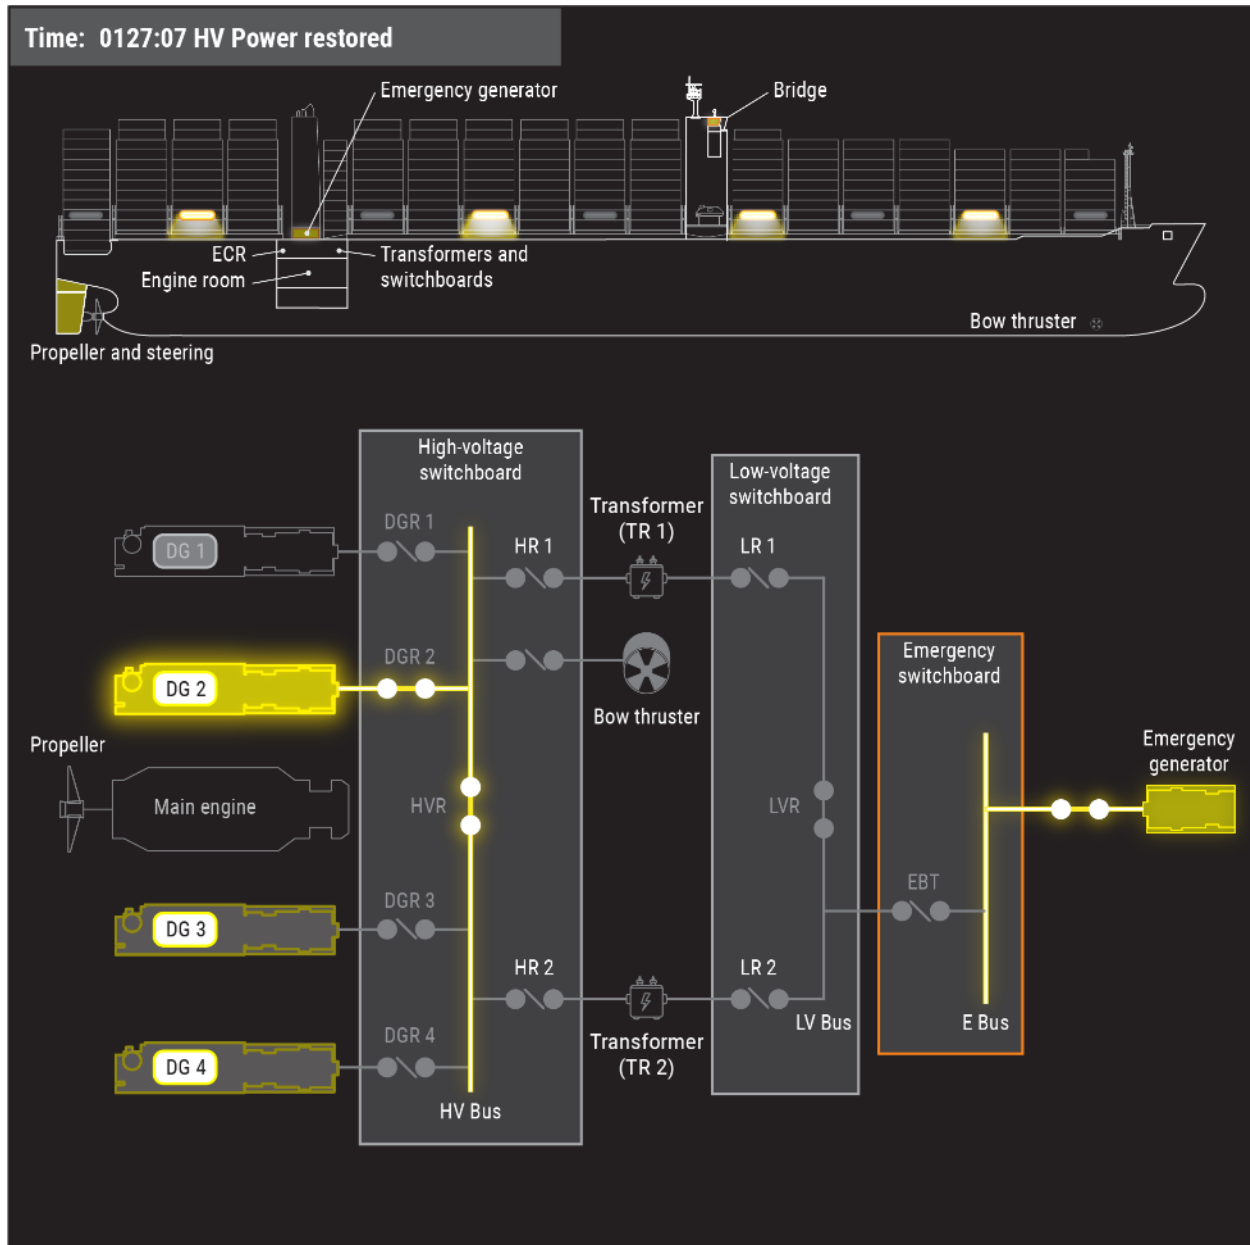 Time: 0127:07 HV Power restored
Emergency generator
Bridge
ECR
Engine room
Transformers and
switchboards
Propeller and steering
Bow thruster
High-voltage
switchboard
Low-voltage
switchboard
Transformer
(TR 1)
DGR 1
HR 1
LR 1
DG 1
DGR 2
DG 2
Bow thruster
Emergency
switchboard
Propeller
Main engine
HVR
LVR
Emergency
generator
EBT
DGR 3
DG 3
HR 2
LR 2
LV Bus
E Bus
DGR 4
DG 4
Transformer
(TR 2)
HV Bus